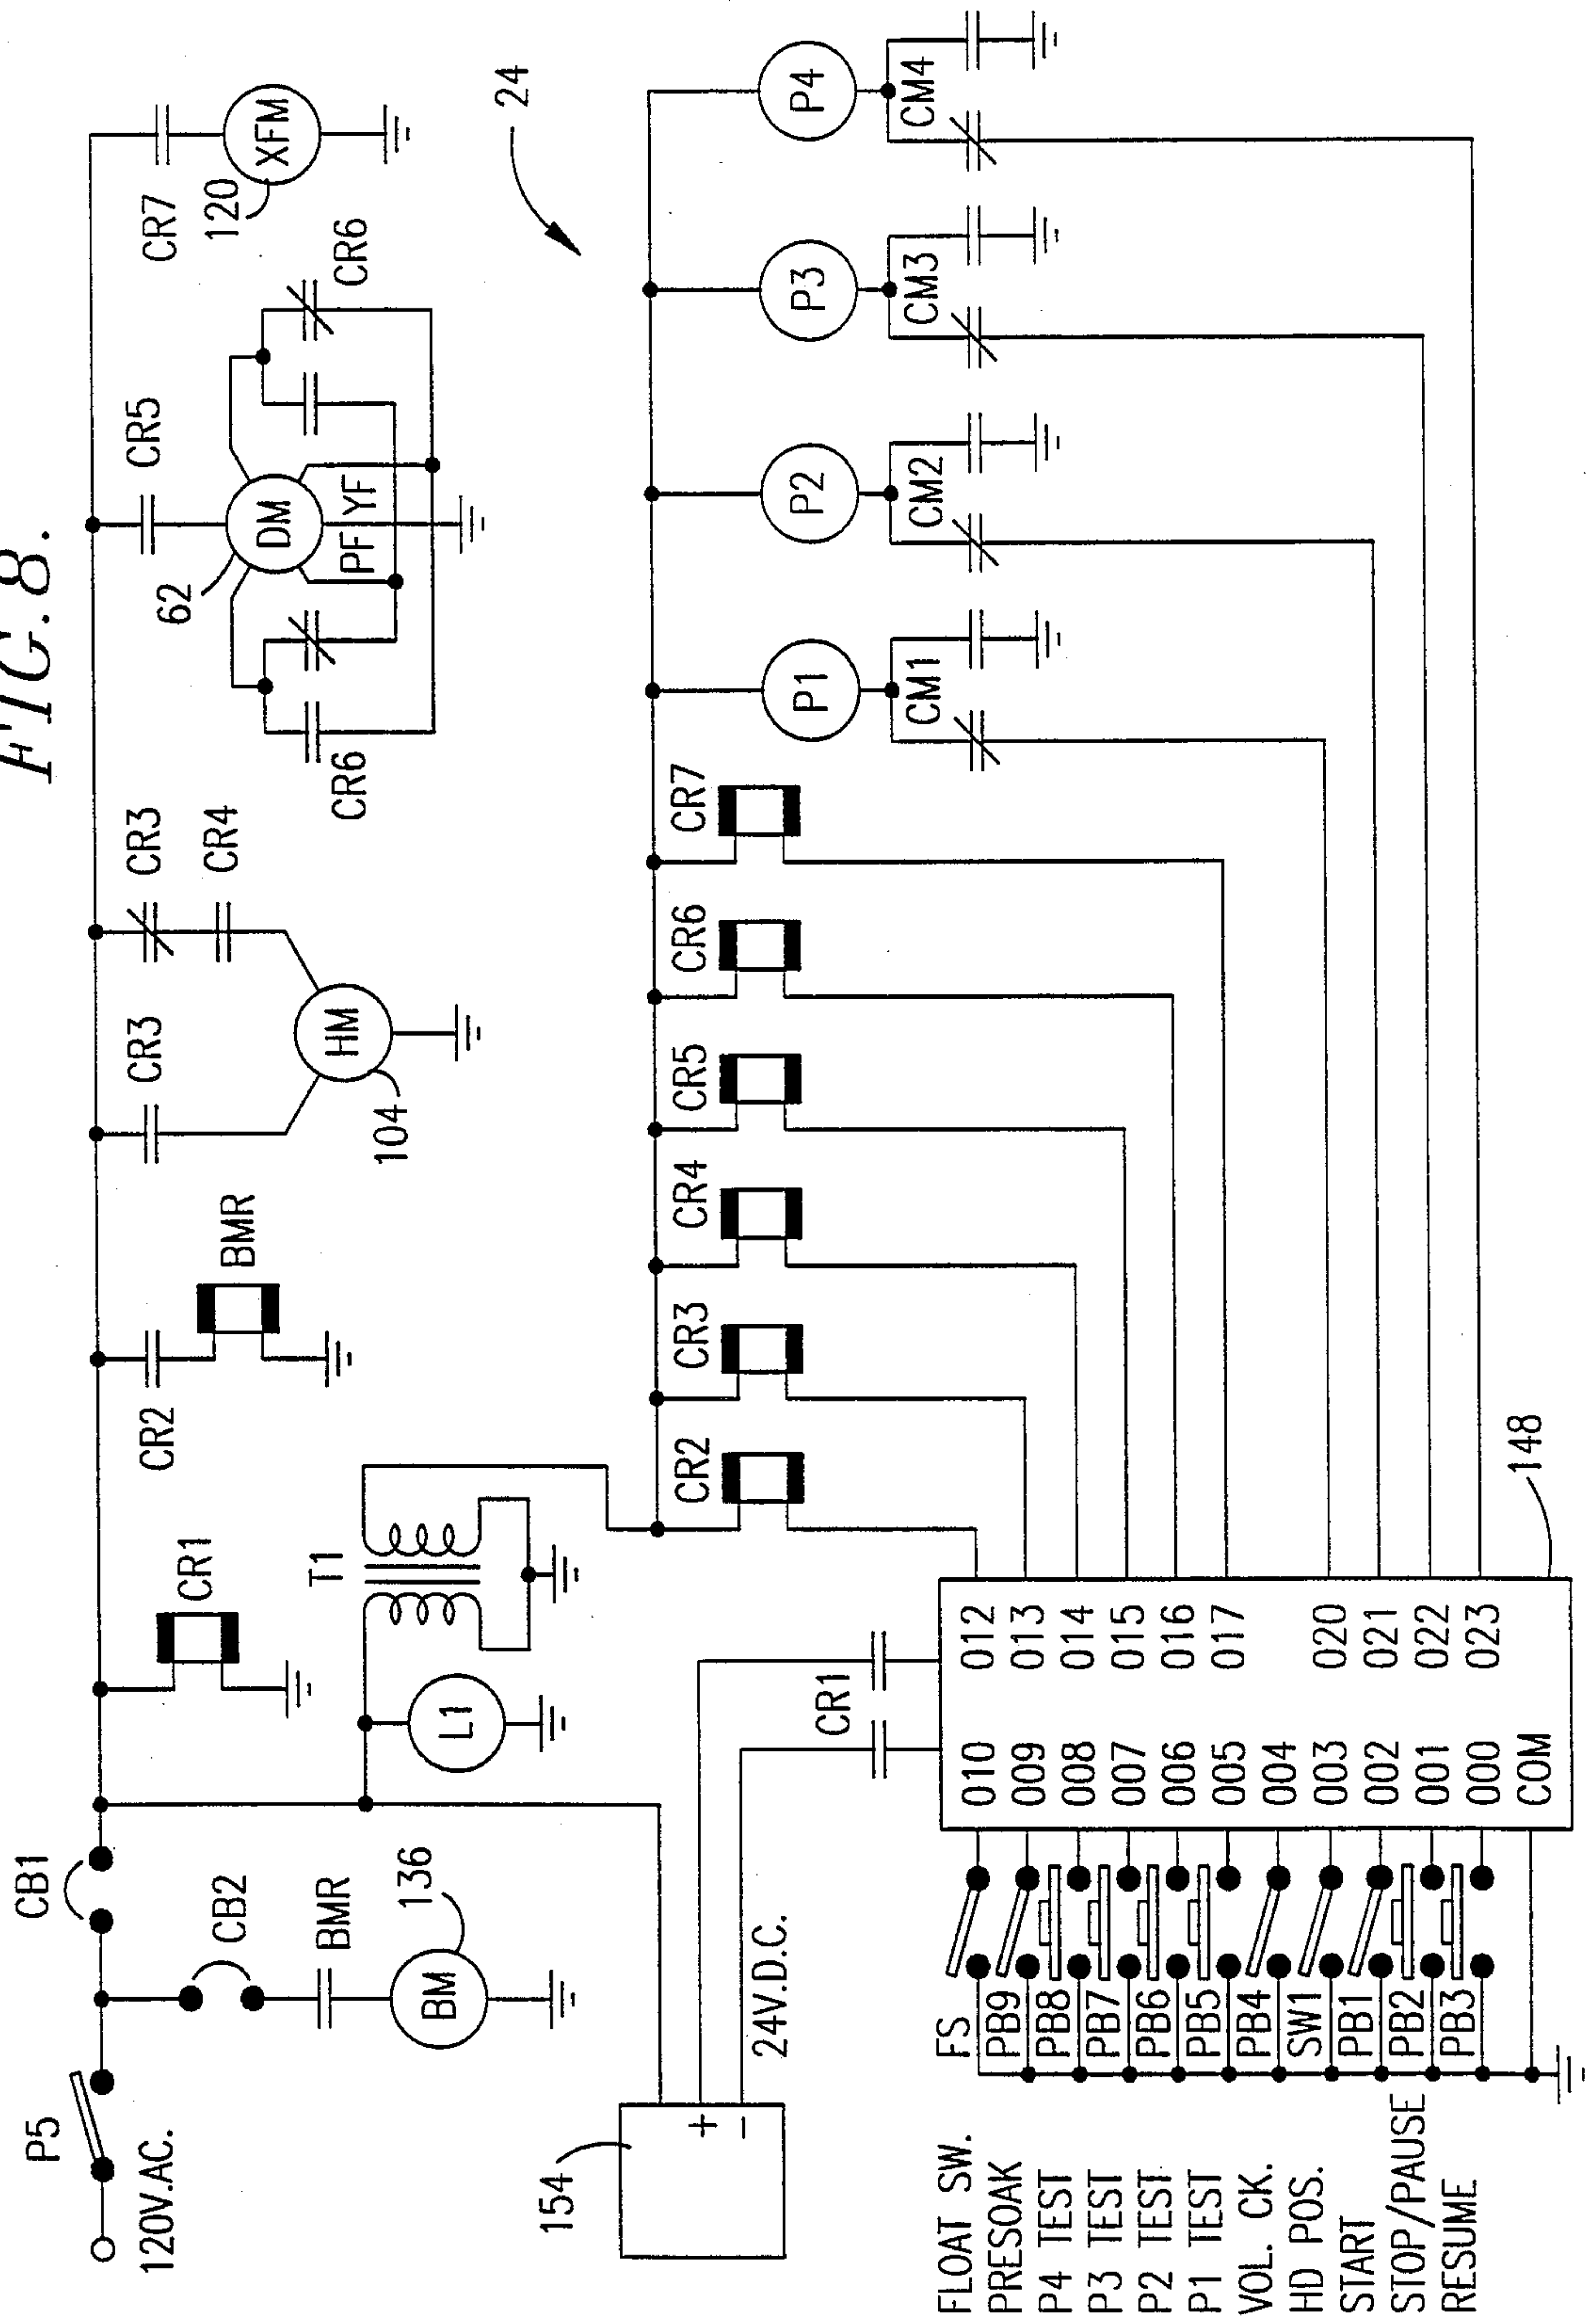 FIG. 8.
P5
120V.AC.
CB1
CB2
BMR
BM
136
CR1
L1
T1
CR2
BMR
CR3
CR3
CR4
HM
104
CR5
62
DM
PF
YF
CR6
CR6
CR7
120
XFM
24
154
+
−
24V.D.C.
CR1
CR2
CR3
CR4
CR5
CR6
CR7
P1
CM1
P2
CM2
P3
CM3
P4
CM4
FLOAT SW. FS 010 012
PRESOAK PB9 009 013
P4 TEST PB8 008 014
P3 TEST PB7 007 015
P2 TEST PB6 006 016
P1 TEST PB5 005 017
VOL. CK. PB4 004
HD POS. SW1 003 020
START PB1 002 021
STOP/PAUSE PB2 001 022
RESUME PB3 000 023
COM
148